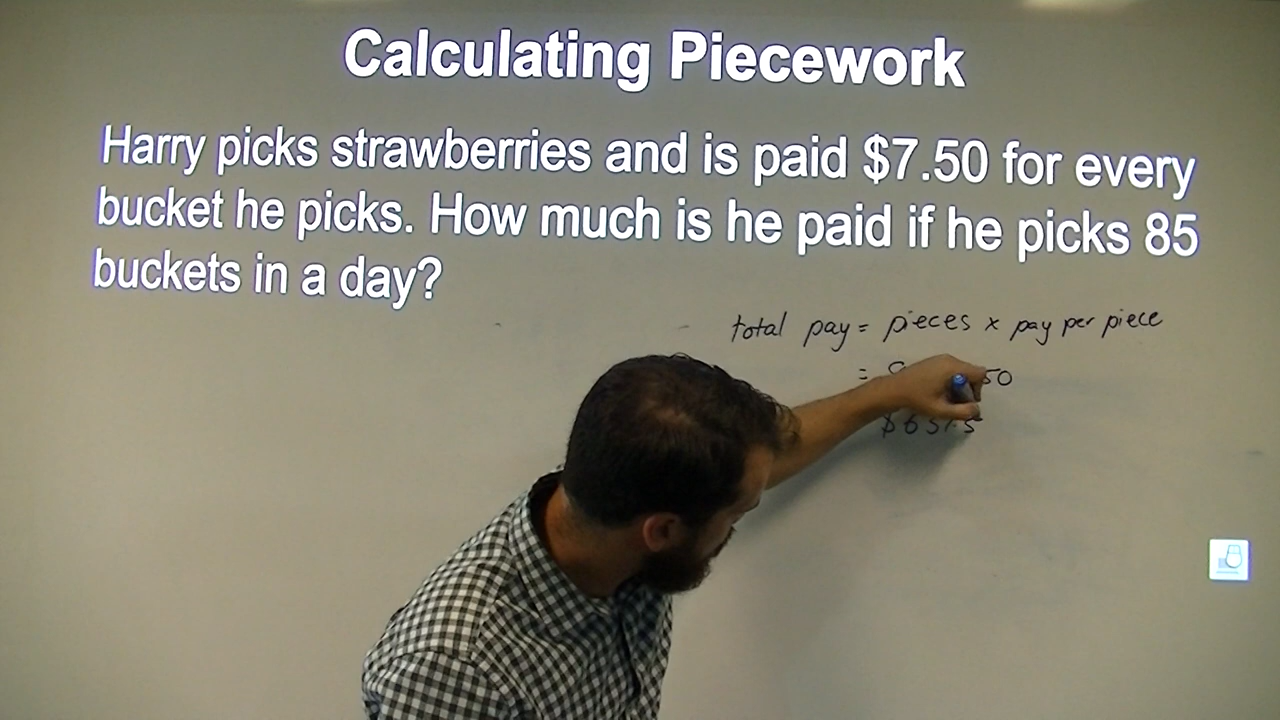 Calculating Piecework
Harry picks strawberries and is paid $7.50 for every
bucket he picks. How much is he paid if he picks 85
buckets in a day?
total pay = pieces x pay per piece
= 50